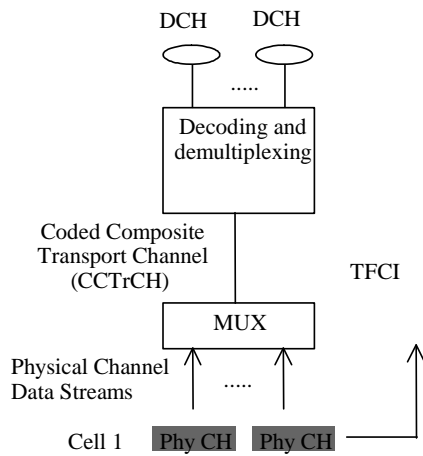 DCH DCH
.....
Decoding and
demultiplexing
Coded Composite
Transport Channel
(CCTrCH)
TFCI
MUX
Physical Channel
Data Streams
.....
Cell 1 Phy CH Phy CH